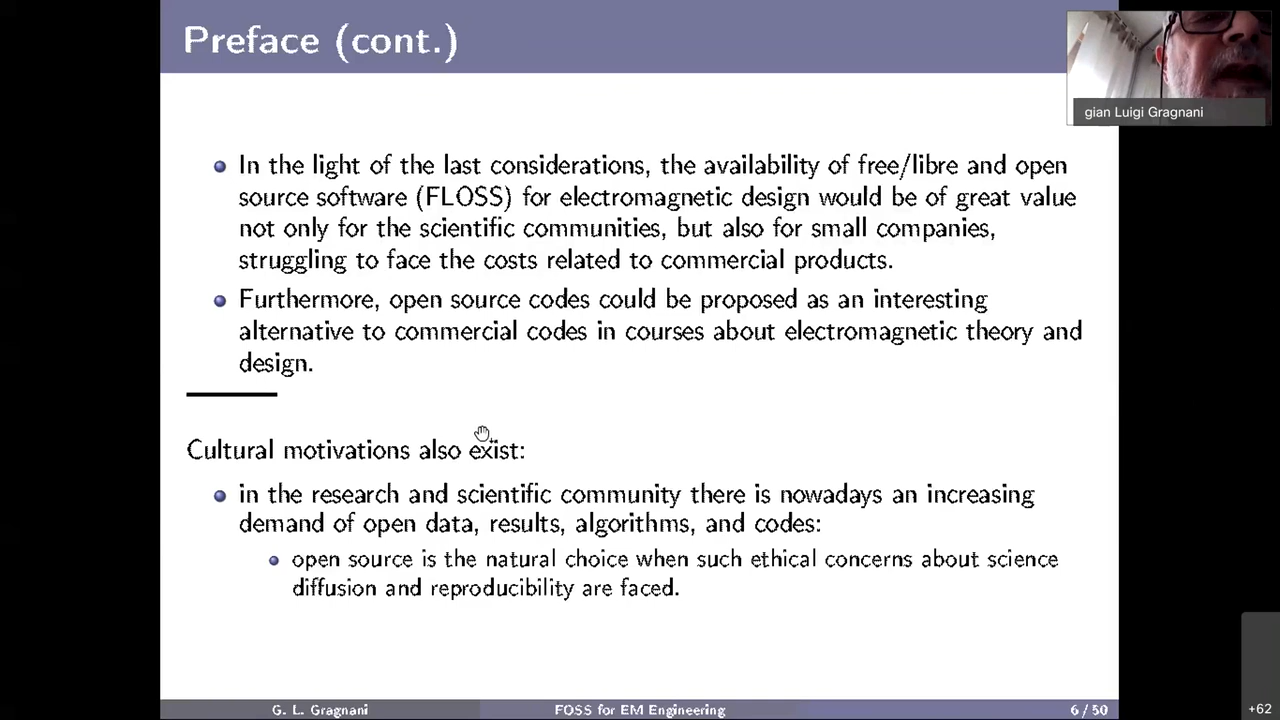 Preface (cont.)
gian Luigi Gragnani
In the light of the last considerations, the availability of free/libre and open
source software (FLOSS) for electromagnetic design would be of great value
not only for the scientific communities, but also for small companies,
struggling to face the costs related to commercial products.
Furthermore, open source codes could be proposed as an interesting
alternative to commercial codes in courses about electromagnetic theory and
design.
Cultural motivations also exist:
in the research and scientific community there is nowadays an increasing
demand of open data, results, algorithms, and codes:
open source is the natural choice when such ethical concerns about science
diffusion and reproducibility are faced.
G. L. Gragnani
FOSS for EM Engineering
6 / 50
+62